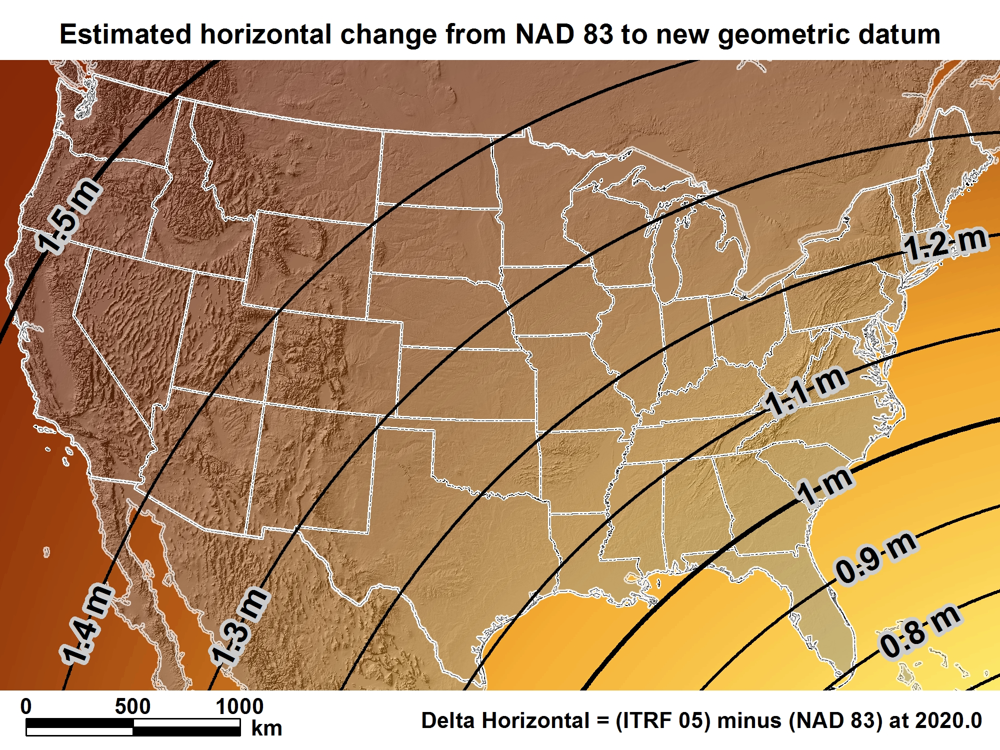 Estimated horizontal change from NAD 83 to new geometric datum
1.5 m
1.2 m
1.1 m
1 m
0.9 m
0.8 m
1.4 m
1.3 m
0 500 1000
km
Delta Horizontal = (ITRF 05) minus (NAD 83) at 2020.0